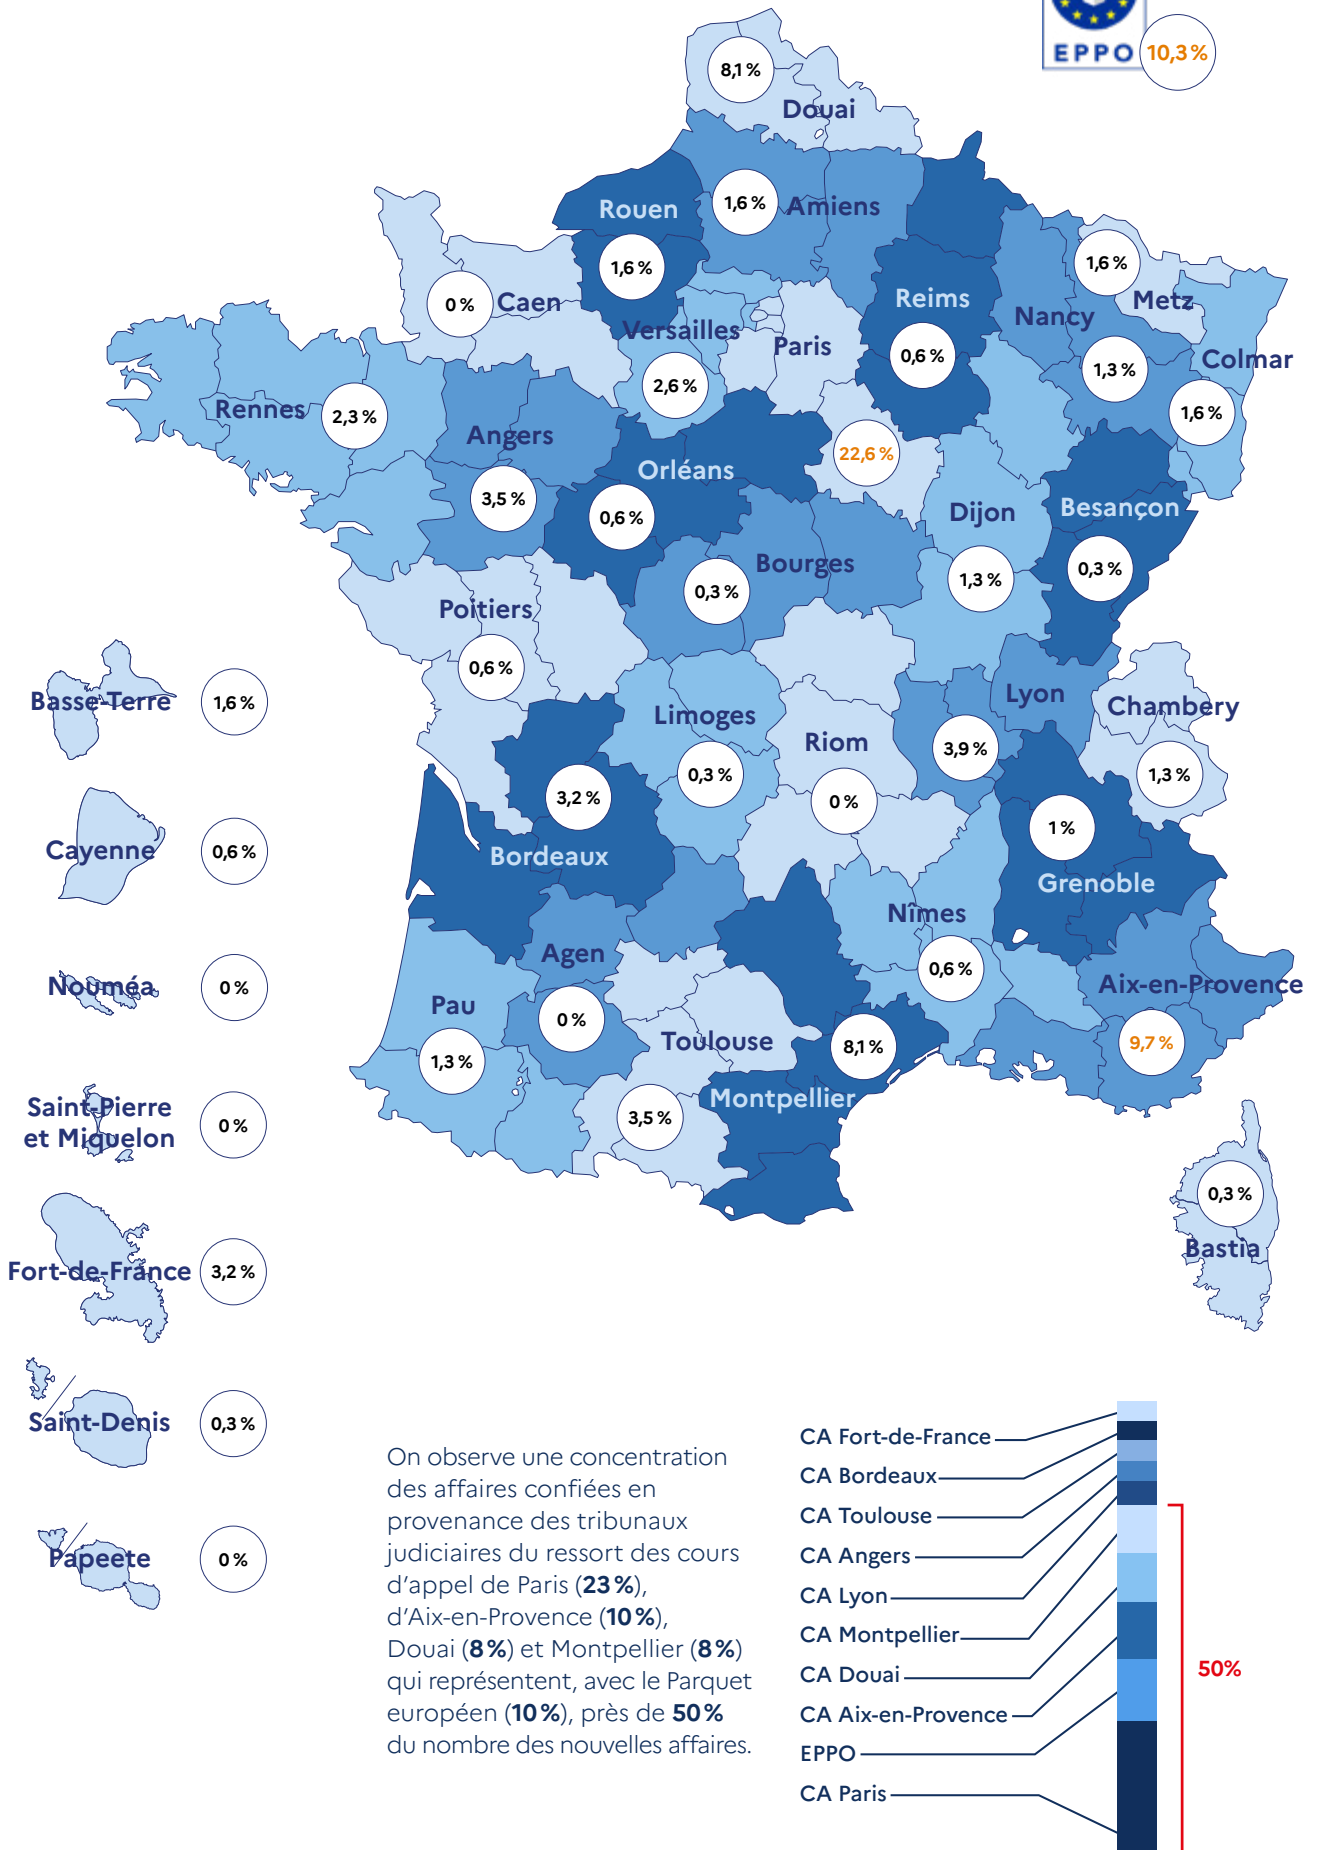 EPPO
10,3 %
8,1 %
Douai
Rouen
1,6 %
Amiens
1,6 %
1,6 %
Metz
0 %
Caen
Reims
Nancy
Versailles
Paris
0,6 %
1,3 %
Colmar
2,6 %
Rennes
2,3 %
1,6 %
Angers
22,6 %
Orléans
3,5 %
0,6 %
Dijon
Besançon
Bourges
0,3 %
1,3 %
0,3 %
Poitiers
0,6 %
Basse-Terre
1,6 %
Limoges
Lyon
Chambery
Riom
3,9 %
0,3 %
1,3 %
3,2 %
0 %
1 %
Cayenne
0,6 %
Bordeaux
Grenoble
Nîmes
Agen
0,6 %
Nouméa
0 %
Aix-en-Provence
Pau
0 %
1,3 %
Toulouse
8,1 %
9,7 %
Saint-Pierre
et Miquelon
0 %
3,5 %
Montpellier
0,3 %
Bastia
Fort-de-France
3,2 %
Saint-Denis
0,3 %
Papeete
0 %
On observe une concentration
des affaires confiées en
provenance des tribunaux
judiciaires du ressort des cours
d’appel de Paris (23 %),
d’Aix-en-Provence (10 %),
Douai (8 %) et Montpellier (8 %)
qui représentent, avec le Parquet
européen (10 %), près de 50 %
du nombre des nouvelles affaires.
CA Fort-de-France
CA Bordeaux
CA Toulouse
CA Angers
CA Lyon
CA Montpellier
CA Douai
CA Aix-en-Provence
EPPO
CA Paris
50%